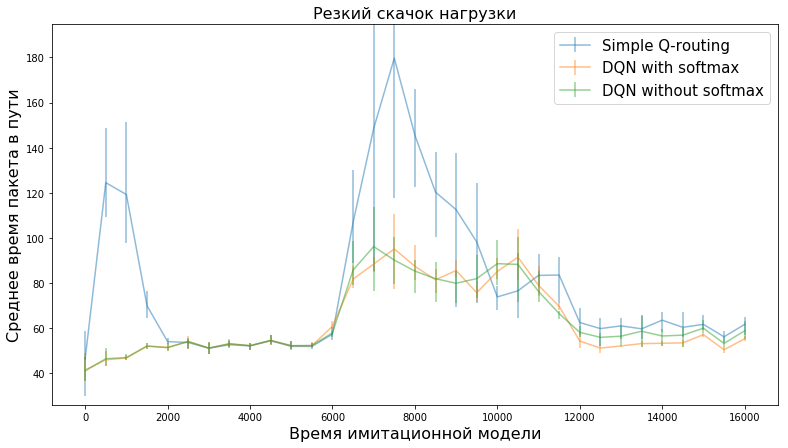 Резкий скачок нагрузки
Simple Q-routing
DQN with softmax
DQN without softmax
Среднее время пакета в пути
180
160
140
120
100
80
60
40
0 2000 4000 6000 8000 10000 12000 14000 16000
Время имитационной модели